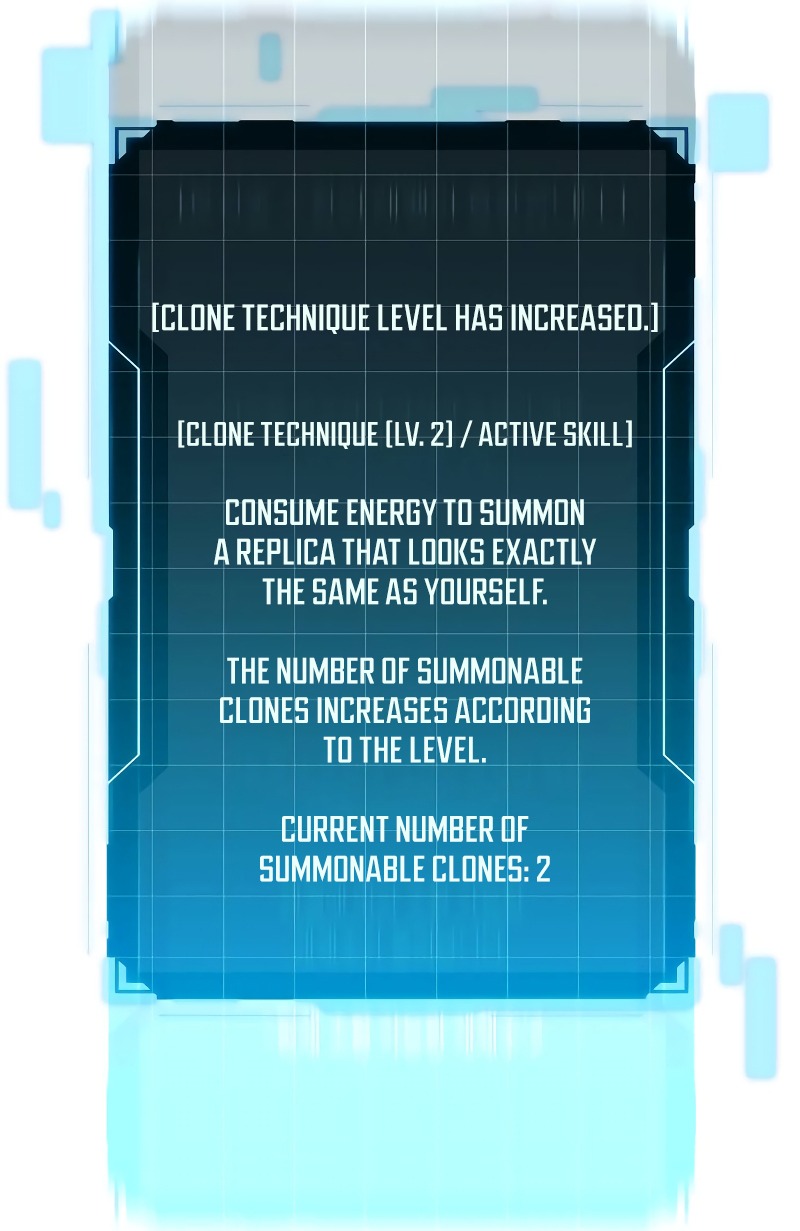 [CLONE TECHNIQUE LEVEL HAS INCREASED.]
[CLONE TECHNIQUE [LV. 2] / ACTIVE SKILL]
CONSUME ENERGY TO SUMMON
A REPLICA THAT LOOKS EXACTLY
THE SAME AS YOURSELF.
THE NUMBER OF SUMMONABLE
CLONES INCREASES ACCORDING
TO THE LEVEL.
CURRENT NUMBER OF
SUMMONABLE CLONES: 2